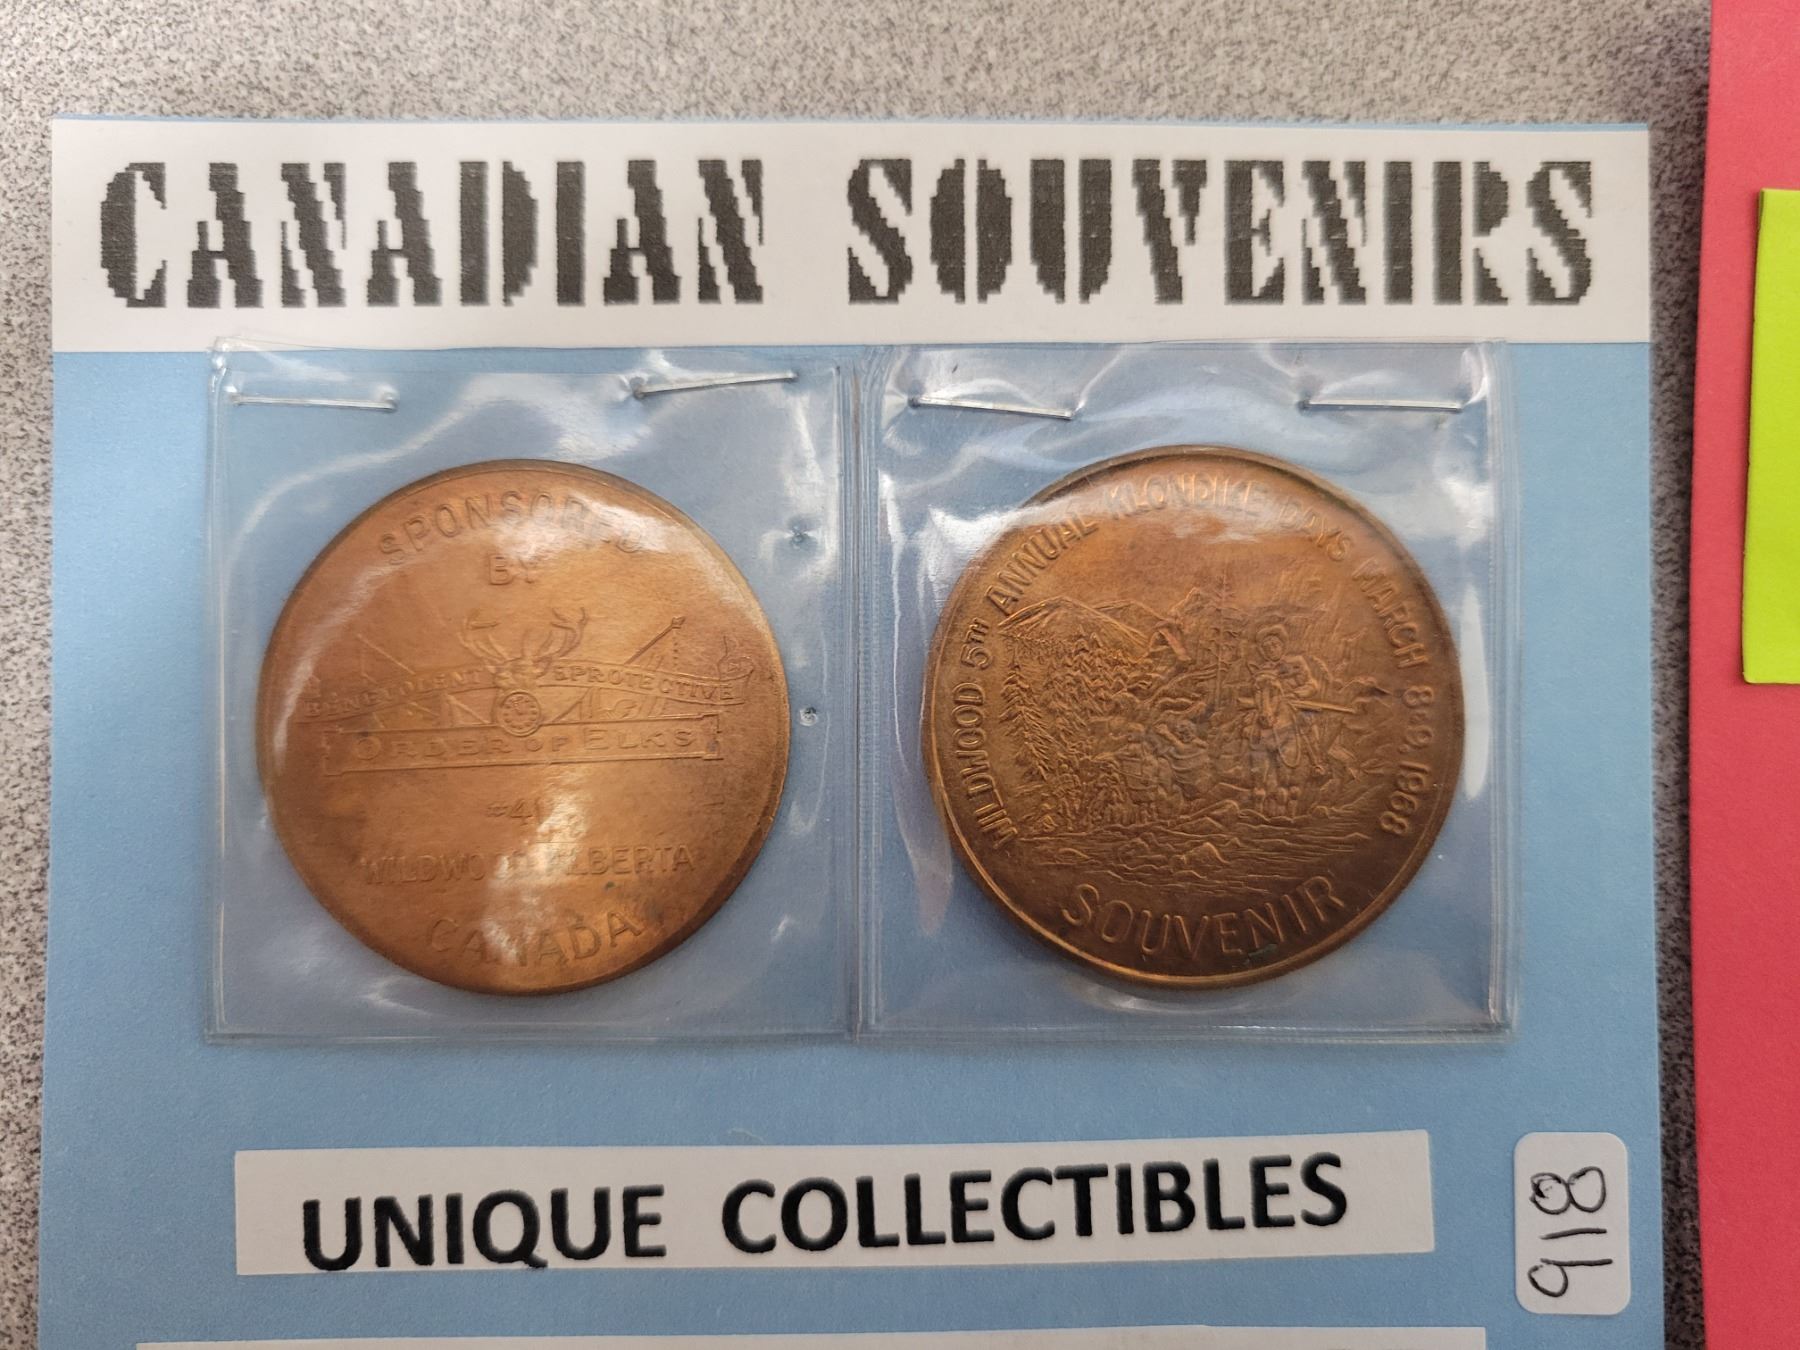 CANADIAN SOUVENIRS
SPONSORED
BY
BENEVOLENT & PROTECTIVE
ORDER OF ELKS
WILDWOOD ALBERTA
CANADA
WILDWOOD 5TH ANNUAL KLONDIKE DAYS MARCH 8&9, 1968
SOUVENIR
UNIQUE COLLECTIBLES
918